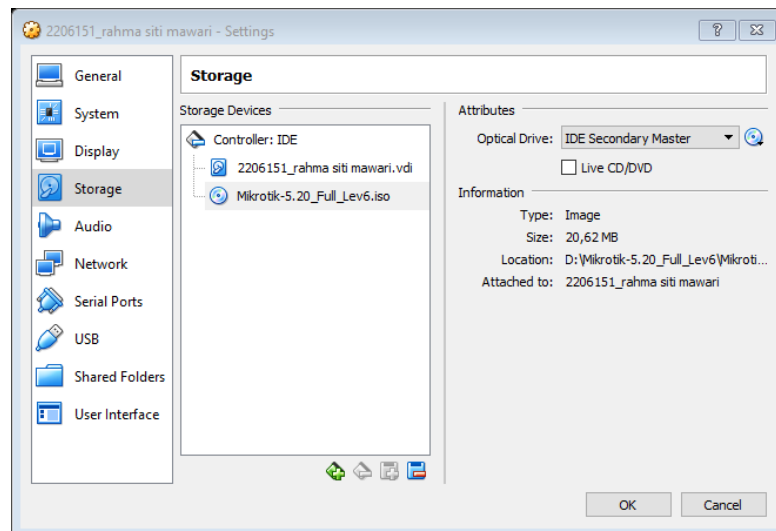 2206151_rahma siti mawari - Settings
General
System
Display
Storage
Audio
Network
Serial Ports
USB
Shared Folders
User Interface
Storage
Storage Devices
Controller: IDE
2206151_rahma siti mawari.vdi
Mikrotik-5.20_Full_Lev6.iso
Attributes
Optical Drive: IDE Secondary Master
Live CD/DVD
Information
Type: Image
Size: 20,62 MB
Location: D:\Mikrotik-5.20_Full_Lev6\Mikroti...
Attached to: 2206151_rahma siti mawari
OK Cancel